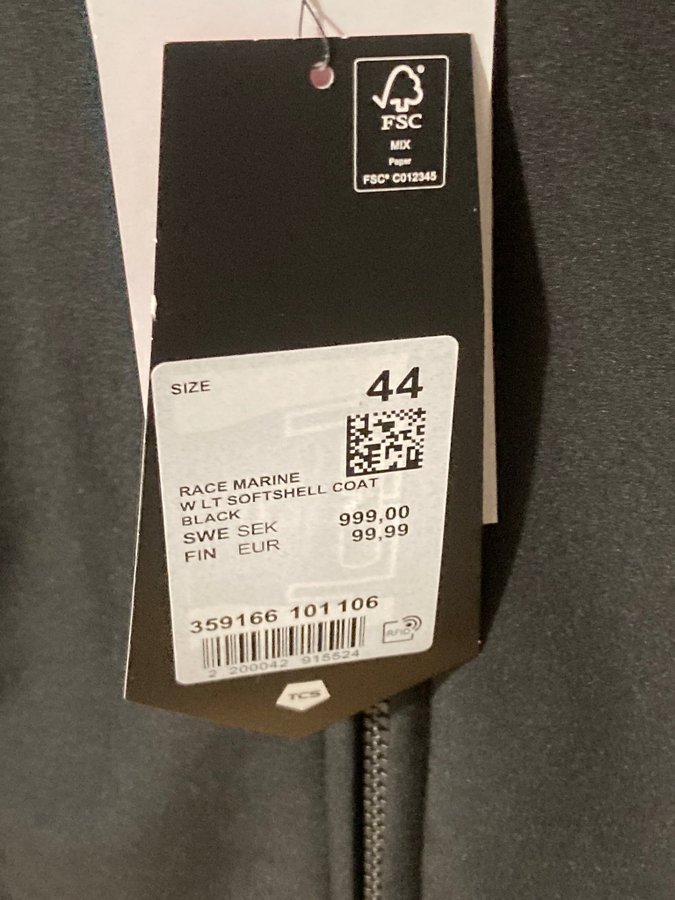 FSC
MIX
Paper
FSC® C012345
SIZE 44
RACE MARINE
W LT SOFTSHELL COAT
BLACK
SWE SEK 999,00
FIN EUR 99,99
359166 101106
RFID
2 200042 915524
TCS